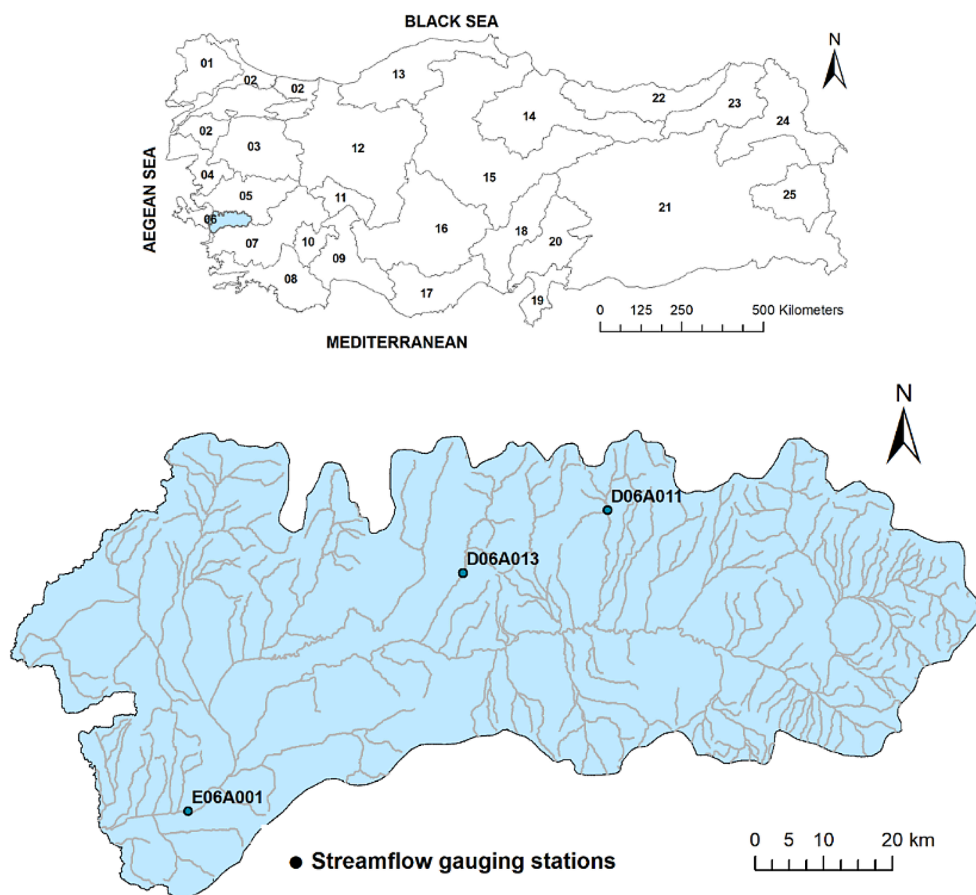 BLACK SEA
N
01
02
02
13
22
23
24
14
02
03
12
04
15
05
11
25
06
21
16
18
07
10
20
09
08
17
19
AEGEAN SEA
0 125 250 500 Kilometers
MEDITERRANEAN
N
D06A011
D06A013
E06A001
Streamflow gauging stations
0 5 10 20 km